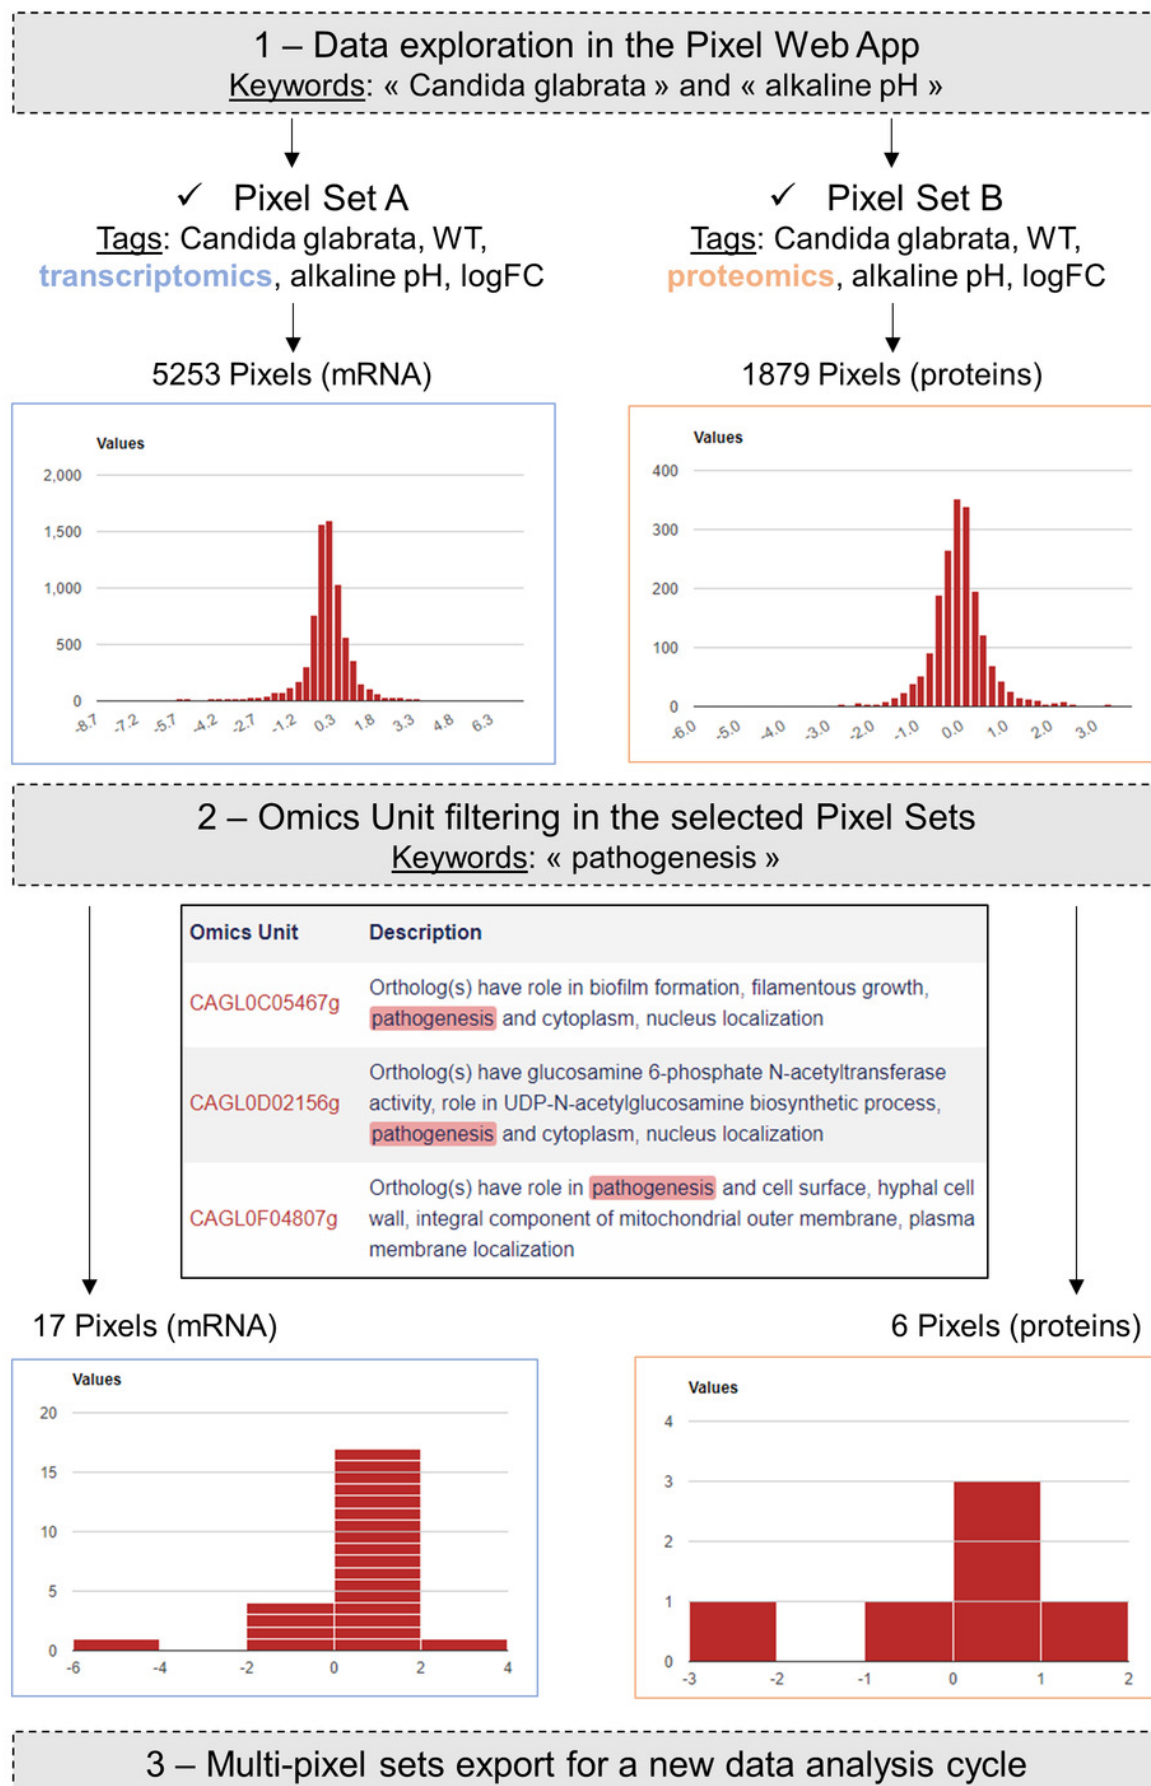 1 – Data exploration in the Pixel Web App
Keywords: « Candida glabrata » and « alkaline pH »
✓ Pixel Set A
Tags: Candida glabrata, WT,
transcriptomics, alkaline pH, logFC
5253 Pixels (mRNA)
Values
2,000
1,500
1,000
500
0
-8.7 -7.2 -5.7 -4.2 -2.7 -1.2 0.3 1.8 3.3 4.8 6.3
✓ Pixel Set B
Tags: Candida glabrata, WT,
proteomics, alkaline pH, logFC
1879 Pixels (proteins)
Values
400
300
200
100
0
-6.0 -5.0 -4.0 -3.0 -2.0 -1.0 0.0 1.0 2.0 3.0
2 – Omics Unit filtering in the selected Pixel Sets
Keywords: « pathogenesis »
Omics Unit Description
CAGL0C05467g
Ortholog(s) have role in biofilm formation, filamentous growth,
pathogenesis and cytoplasm, nucleus localization
CAGL0D02156g
Ortholog(s) have glucosamine 6-phosphate N-acetyltransferase
activity, role in UDP-N-acetylglucosamine biosynthetic process,
pathogenesis and cytoplasm, nucleus localization
CAGL0F04807g
Ortholog(s) have role in pathogenesis and cell surface, hyphal cell
wall, integral component of mitochondrial outer membrane, plasma
membrane localization
17 Pixels (mRNA)
Values
20
15
10
5
0
-6 -4 -2 0 2 4
6 Pixels (proteins)
Values
4
3
2
1
0
-3 -2 -1 0 1 2
3 – Multi-pixel sets export for a new data analysis cycle